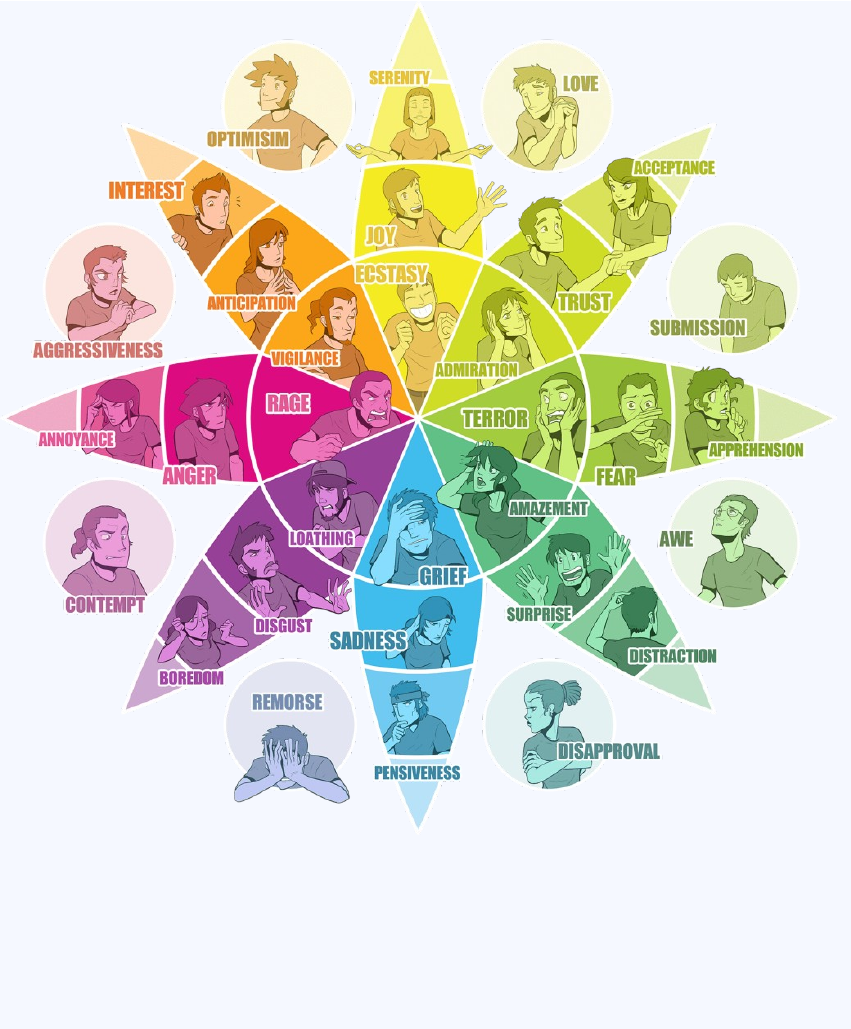 SERENITY
LOVE
OPTIMISIM
ACCEPTANCE
INTEREST
JOY
ECSTASY
ANTICIPATION
TRUST
SUBMISSION
AGGRESSIVENESS
VIGILANCE
ADMIRATION
RAGE
TERROR
ANNOYANCE
APPREHENSION
ANGER
FEAR
AMAZEMENT
LOATHING
AWE
GRIEF
CONTEMPT
SURPRISE
DISGUST
SADNESS
DISTRACTION
BOREDOM
REMORSE
DISAPPROVAL
PENSIVENESS